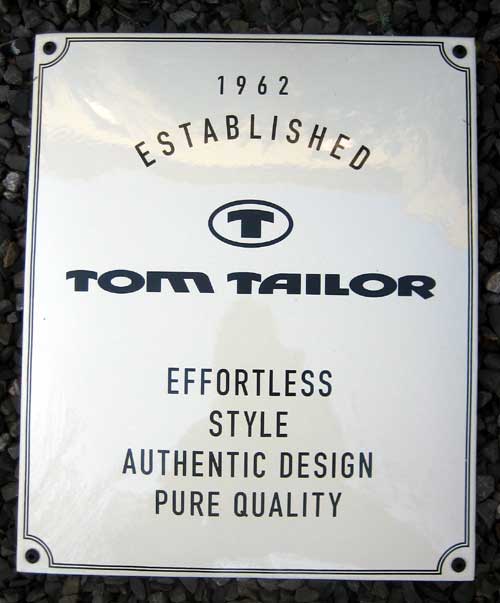 1962
ESTABLISHED
T
TOM TAILOR
EFFORTLESS
STYLE
AUTHENTIC DESIGN
PURE QUALITY